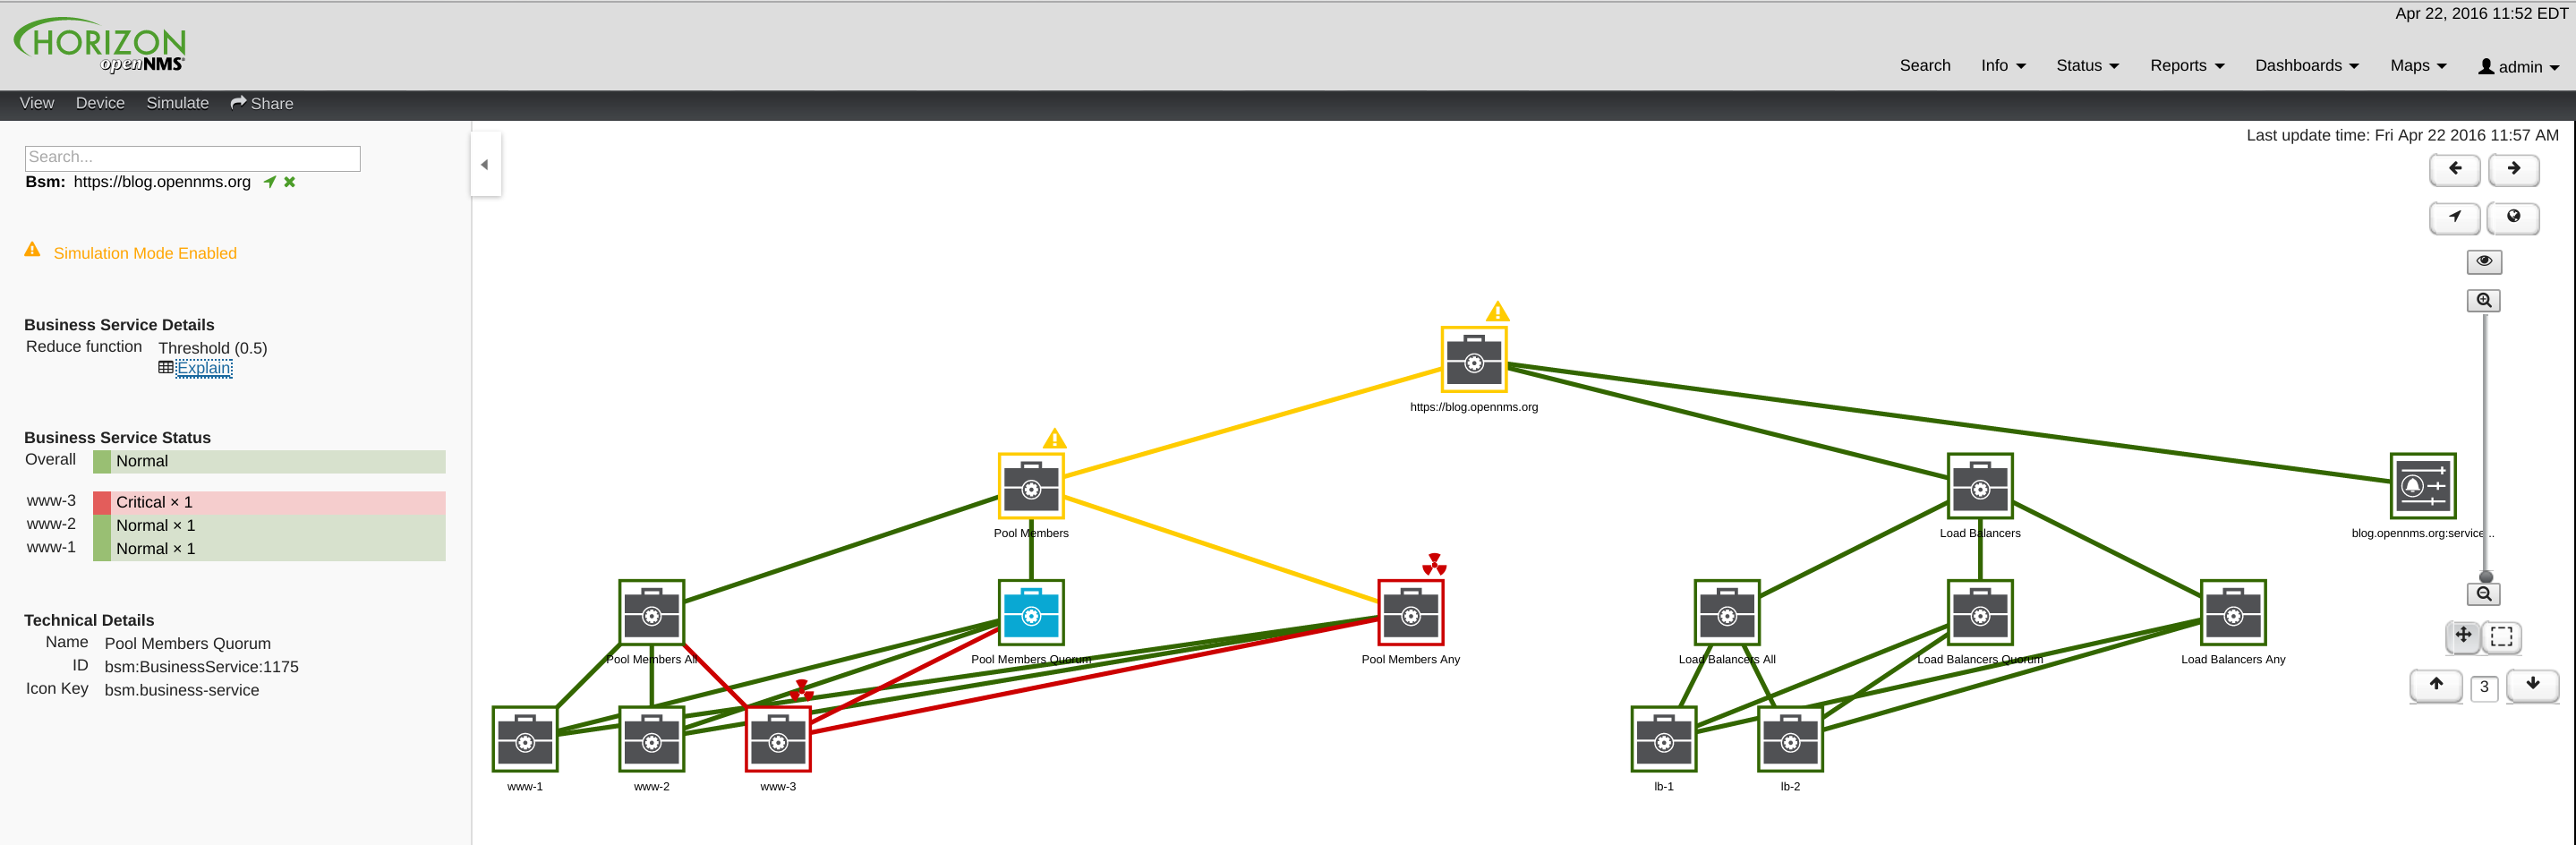 Apr 22, 2016 11:52 EDT
HORIZON
openNMS
Search Info Status Reports Dashboards Maps admin
View Device Simulate Share
Last update time: Fri Apr 22 2016 11:57 AM
Search...
Bsm: https://blog.opennms.org
Simulation Mode Enabled
Business Service Details
Reduce function Threshold (0.5)
Explain
Business Service Status
Overall Normal
www-3 Critical × 1
www-2 Normal × 1
www-1 Normal × 1
Technical Details
Name Pool Members Quorum
ID bsm:BusinessService:1175
Icon Key bsm.business-service
https://blog.opennms.org
Pool Members
Load Balancers
blog.opennms.org:service...
Pool Members All
Pool Members Quorum
Pool Members Any
Load Balancers All
Load Balancers Quorum
Load Balancers Any
3
www-1
www-2
www-3
lb-1
lb-2